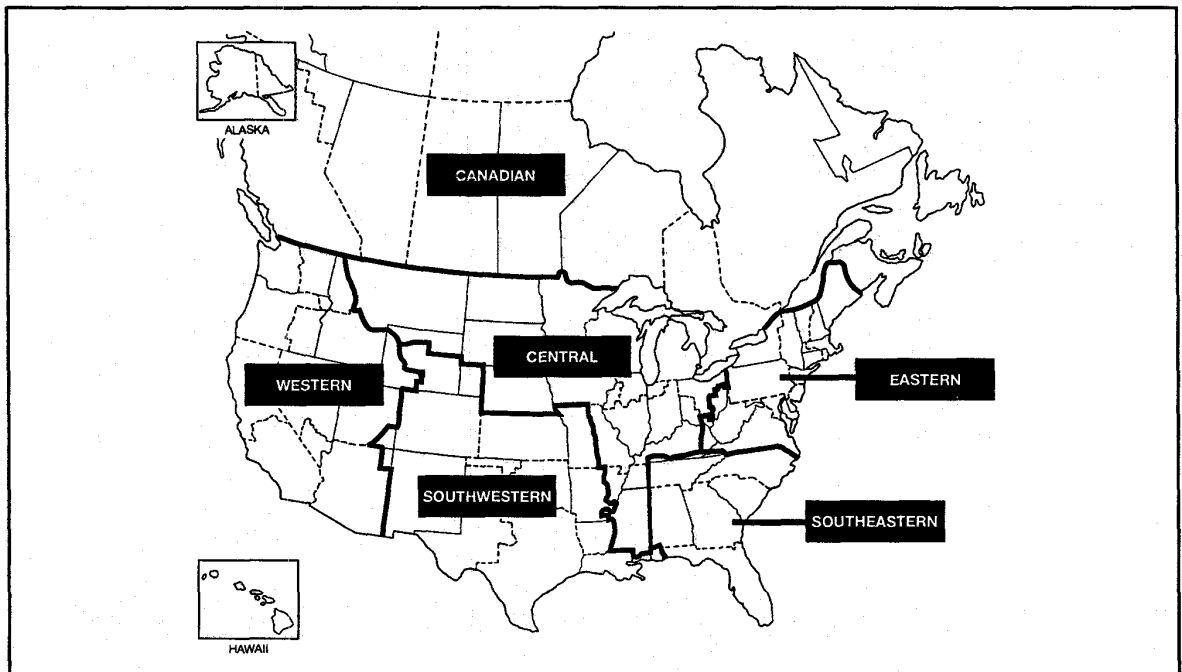 ALASKA
CANADIAN
CENTRAL
WESTERN
EASTERN
SOUTHWESTERN
SOUTHEASTERN
HAWAII